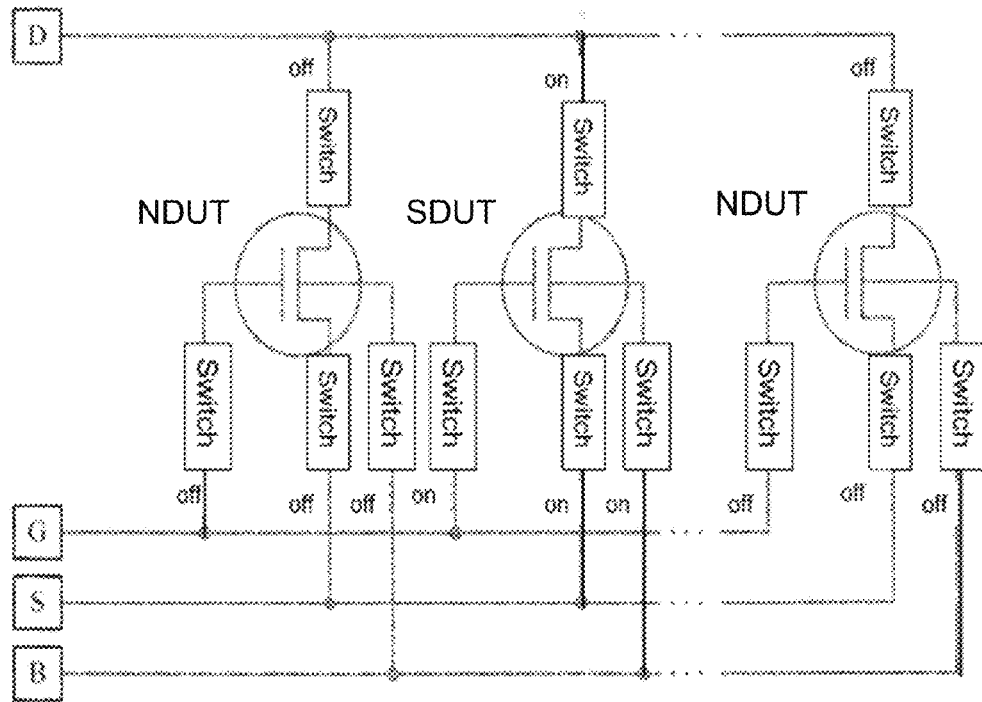 D
off
on
off
Switch
Switch
Switch
NDUT
SDUT
NDUT
Switch
Switch
Switch
Switch
Switch
Switch
Switch
Switch
Switch
off
off
off
on
on
on
off
off
off
G
S
B